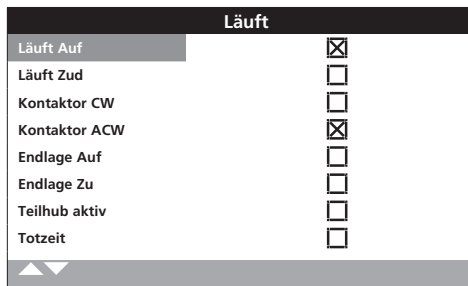 Läuft
Läuft Auf
Läuft Zud
Kontaktor CW
Kontaktor ACW
Endlage Auf
Endlage Zu
Teilhub aktiv
Totzeit